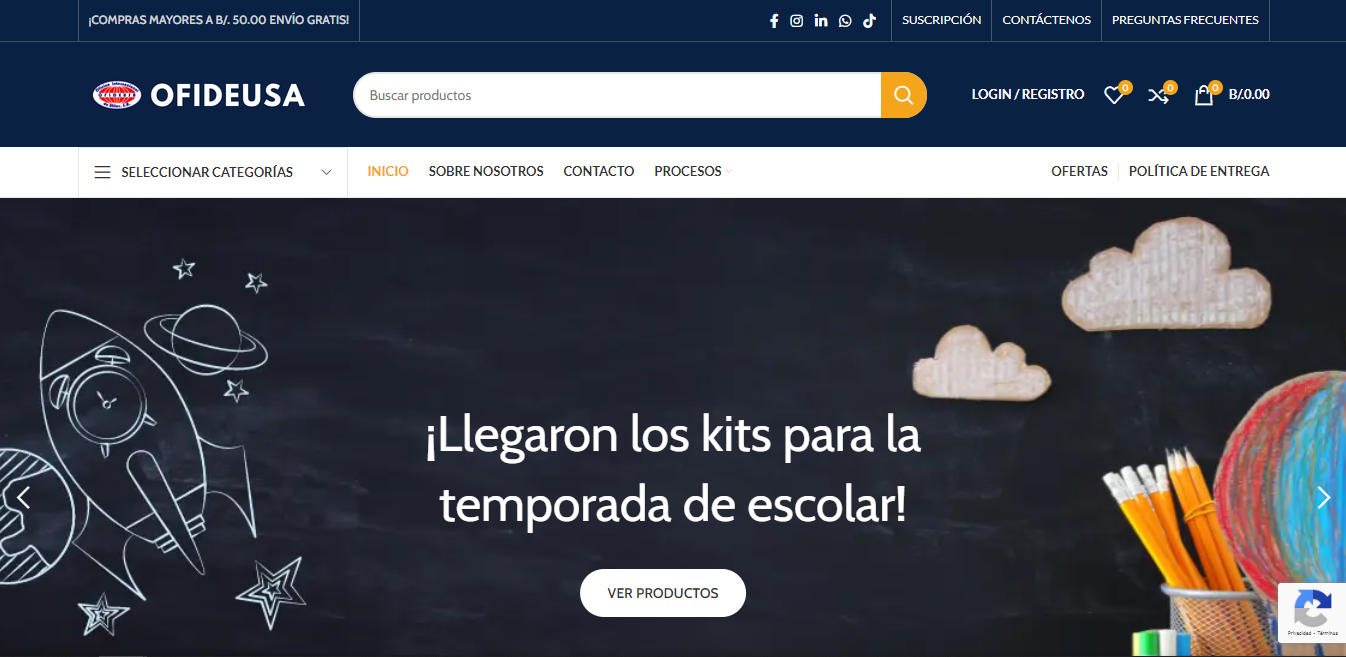 ¡COMPRAS MAYORES A B/. 50.00 ENVÍO GRATIS!
SUSCRIPCIÓN
CONTÁCTENOS
PREGUNTAS FRECUENTES
OFIDEUSA
Buscar productos
LOGIN / REGISTRO
0
0
0
B/.0.00
SELECCIONAR CATEGORÍAS
INICIO
SOBRE NOSOTROS
CONTACTO
PROCESOS
OFERTAS
POLÍTICA DE ENTREGA
¡Llegaron los kits para la
temporada de escolar!
VER PRODUCTOS
Privacidad - Términos